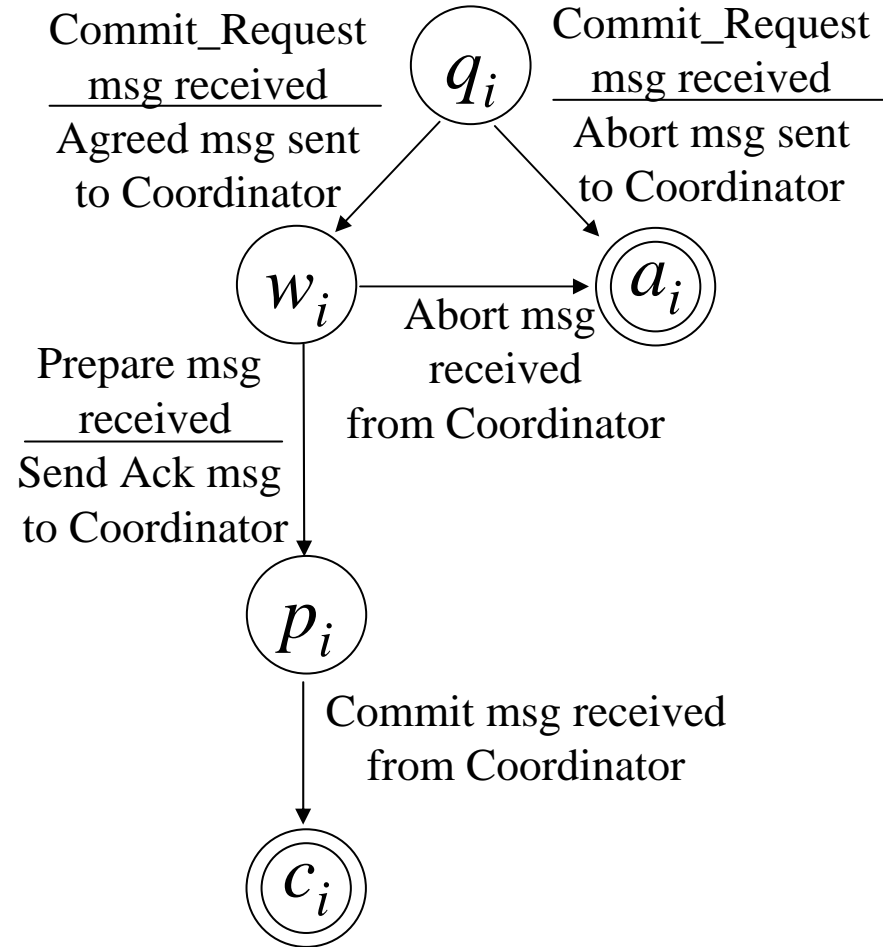 Commit_Request
msg received
Agreed msg sent
to Coordinator
q_i
Commit_Request
msg received
Abort msg sent
to Coordinator
w_i
a_i
Abort msg
received
from Coordinator
Prepare msg
received
Send Ack msg
to Coordinator
p_i
Commit msg received
from Coordinator
c_i